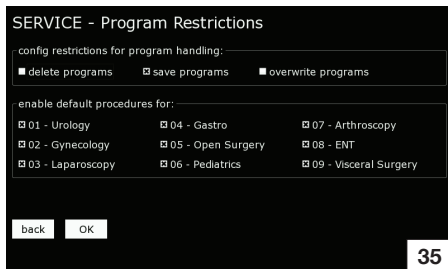 SERVICE - Program Restrictions
config restrictions for program handling:
delete programs save programs overwrite programs
enable default procedures for:
01 - Urology 04 - Gastro 07 - Arthroscopy
02 - Gynecology 05 - Open Surgery 08 - ENT
03 - Laparoscopy 06 - Pediatrics 09 - Visceral Surgery
back OK
35